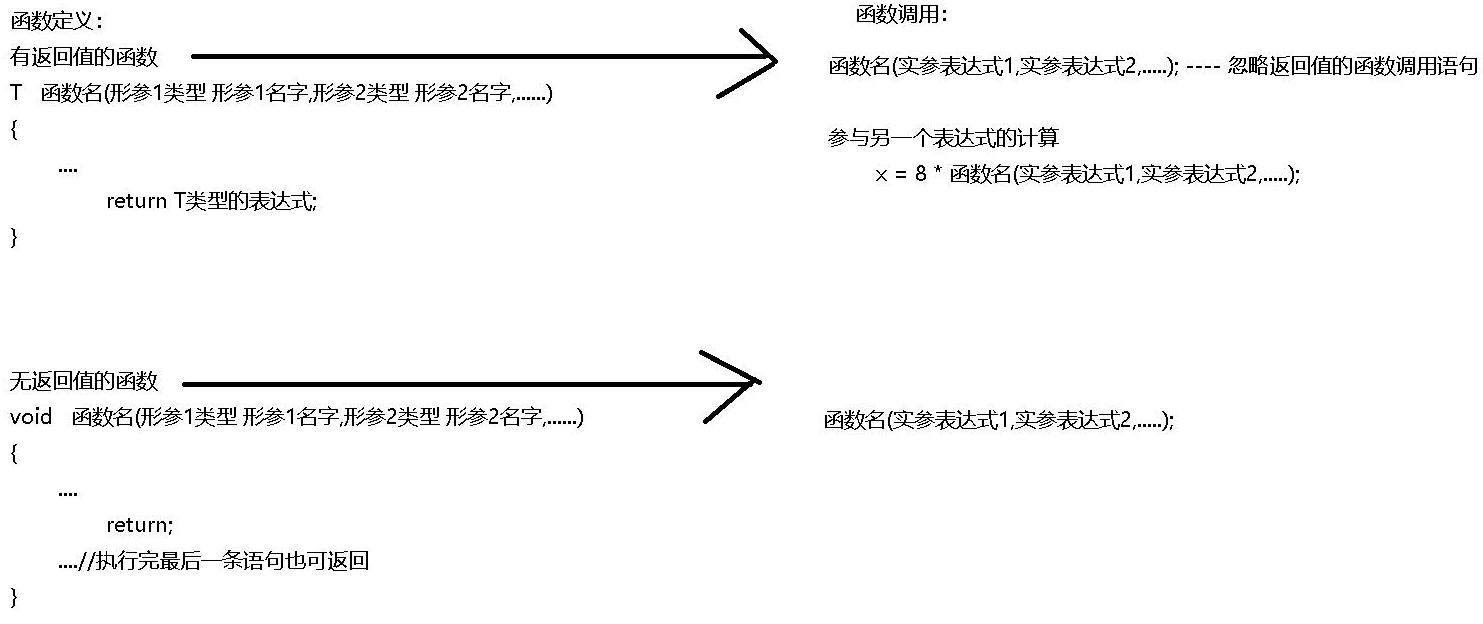 函数定义：
有返回值的函数
T 函数名(形参1类型 形参1名字,形参2类型 形参2名字,......)
{
....
return T类型的表达式;
}
函数调用：
函数名(实参表达式1,实参表达式2,.....); ---- 忽略返回值的函数调用语句
参与另一个表达式的计算
x = 8 * 函数名(实参表达式1,实参表达式2,.....);
无返回值的函数
void 函数名(形参1类型 形参1名字,形参2类型 形参2名字,......)
{
....
return;
....//执行完最后一条语句也可返回
}
函数名(实参表达式1,实参表达式2,.....);